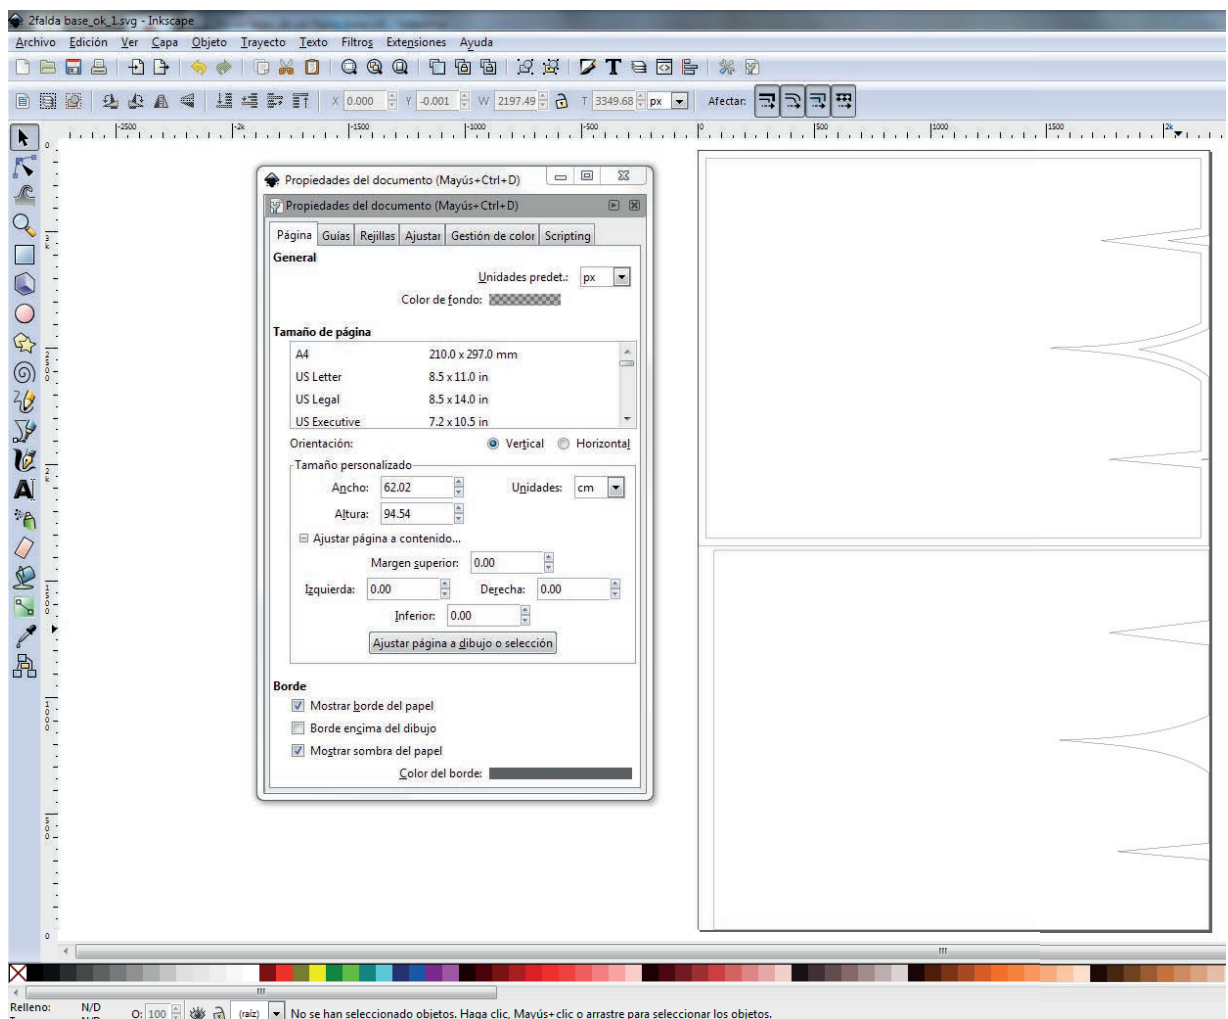 2falda base_ok_1.svg - Inkscape
Archivo Edición Ver Capa Objeto Trayecto Texto Filtros Extensiones Ayuda
X 0.000 Y -0.001 W 2197.49 T 3349.68 px Afectar:
-2500 -2k -1500 -1000 -500 0 500 1000 1500 2k
Propiedades del documento (Mayús+Ctrl+D)
Propiedades del documento (Mayús+Ctrl+D)
Página Guías Rejillas Ajustar Gestión de color Scripting
General
Unidades predet.: px
Color de fondo:
Tamaño de página
A4 210.0 x 297.0 mm
US Letter 8.5 x 11.0 in
US Legal 8.5 x 14.0 in
US Executive 7.2 x 10.5 in
Orientación: Vertical Horizontal
Tamaño personalizado
Ancho: 62.02 Unidades: cm
Altura: 94.54
Ajustar página a contenido...
Margen superior: 0.00
Izquierda: 0.00 Derecha: 0.00
Inferior: 0.00
Ajustar página a dibujo o selección
Borde
Mostrar borde del papel
Borde encima del dibujo
Mostrar sombra del papel
Color del borde:
3k
2500
2k
1500
1000
500
0
Relleno: N/D O: 100 (raíz) No se han seleccionado objetos. Haga clic, Mayús+clic o arrastre para seleccionar los objetos.